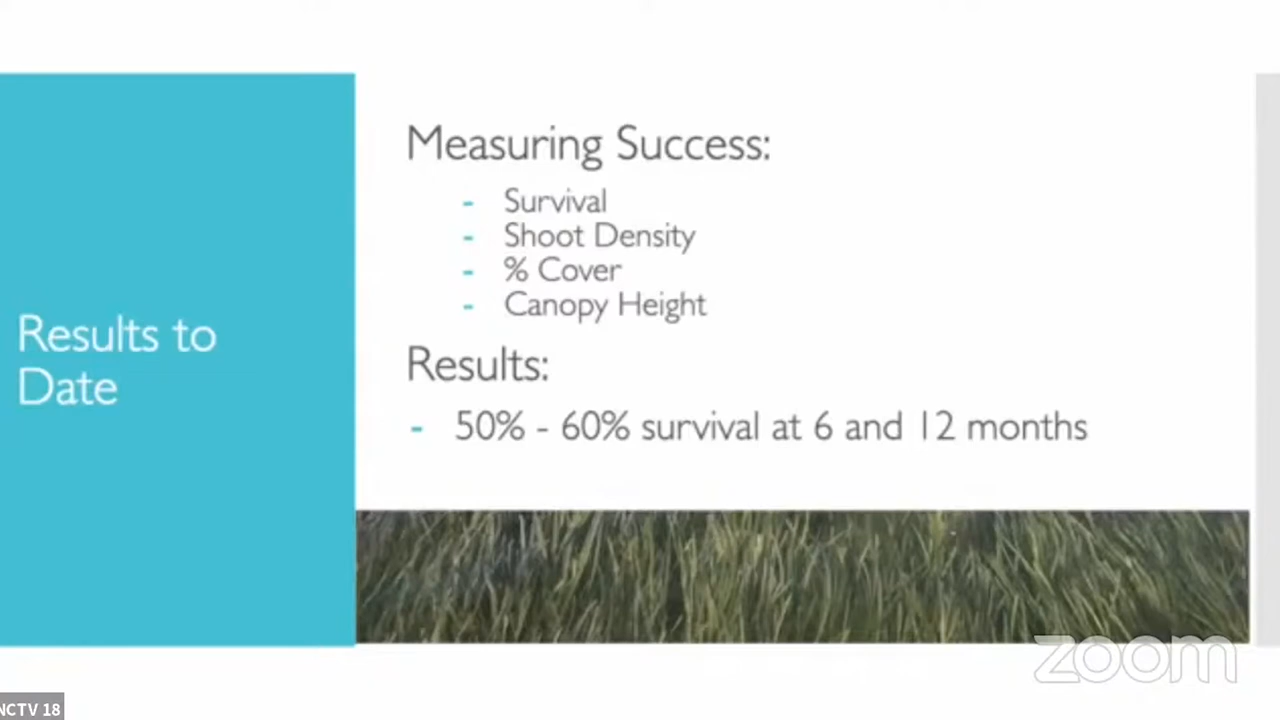 Results to
Date
Measuring Success:
- Survival
- Shoot Density
- % Cover
- Canopy Height
Results:
- 50% - 60% survival at 6 and 12 months
zoom
NCTV 18